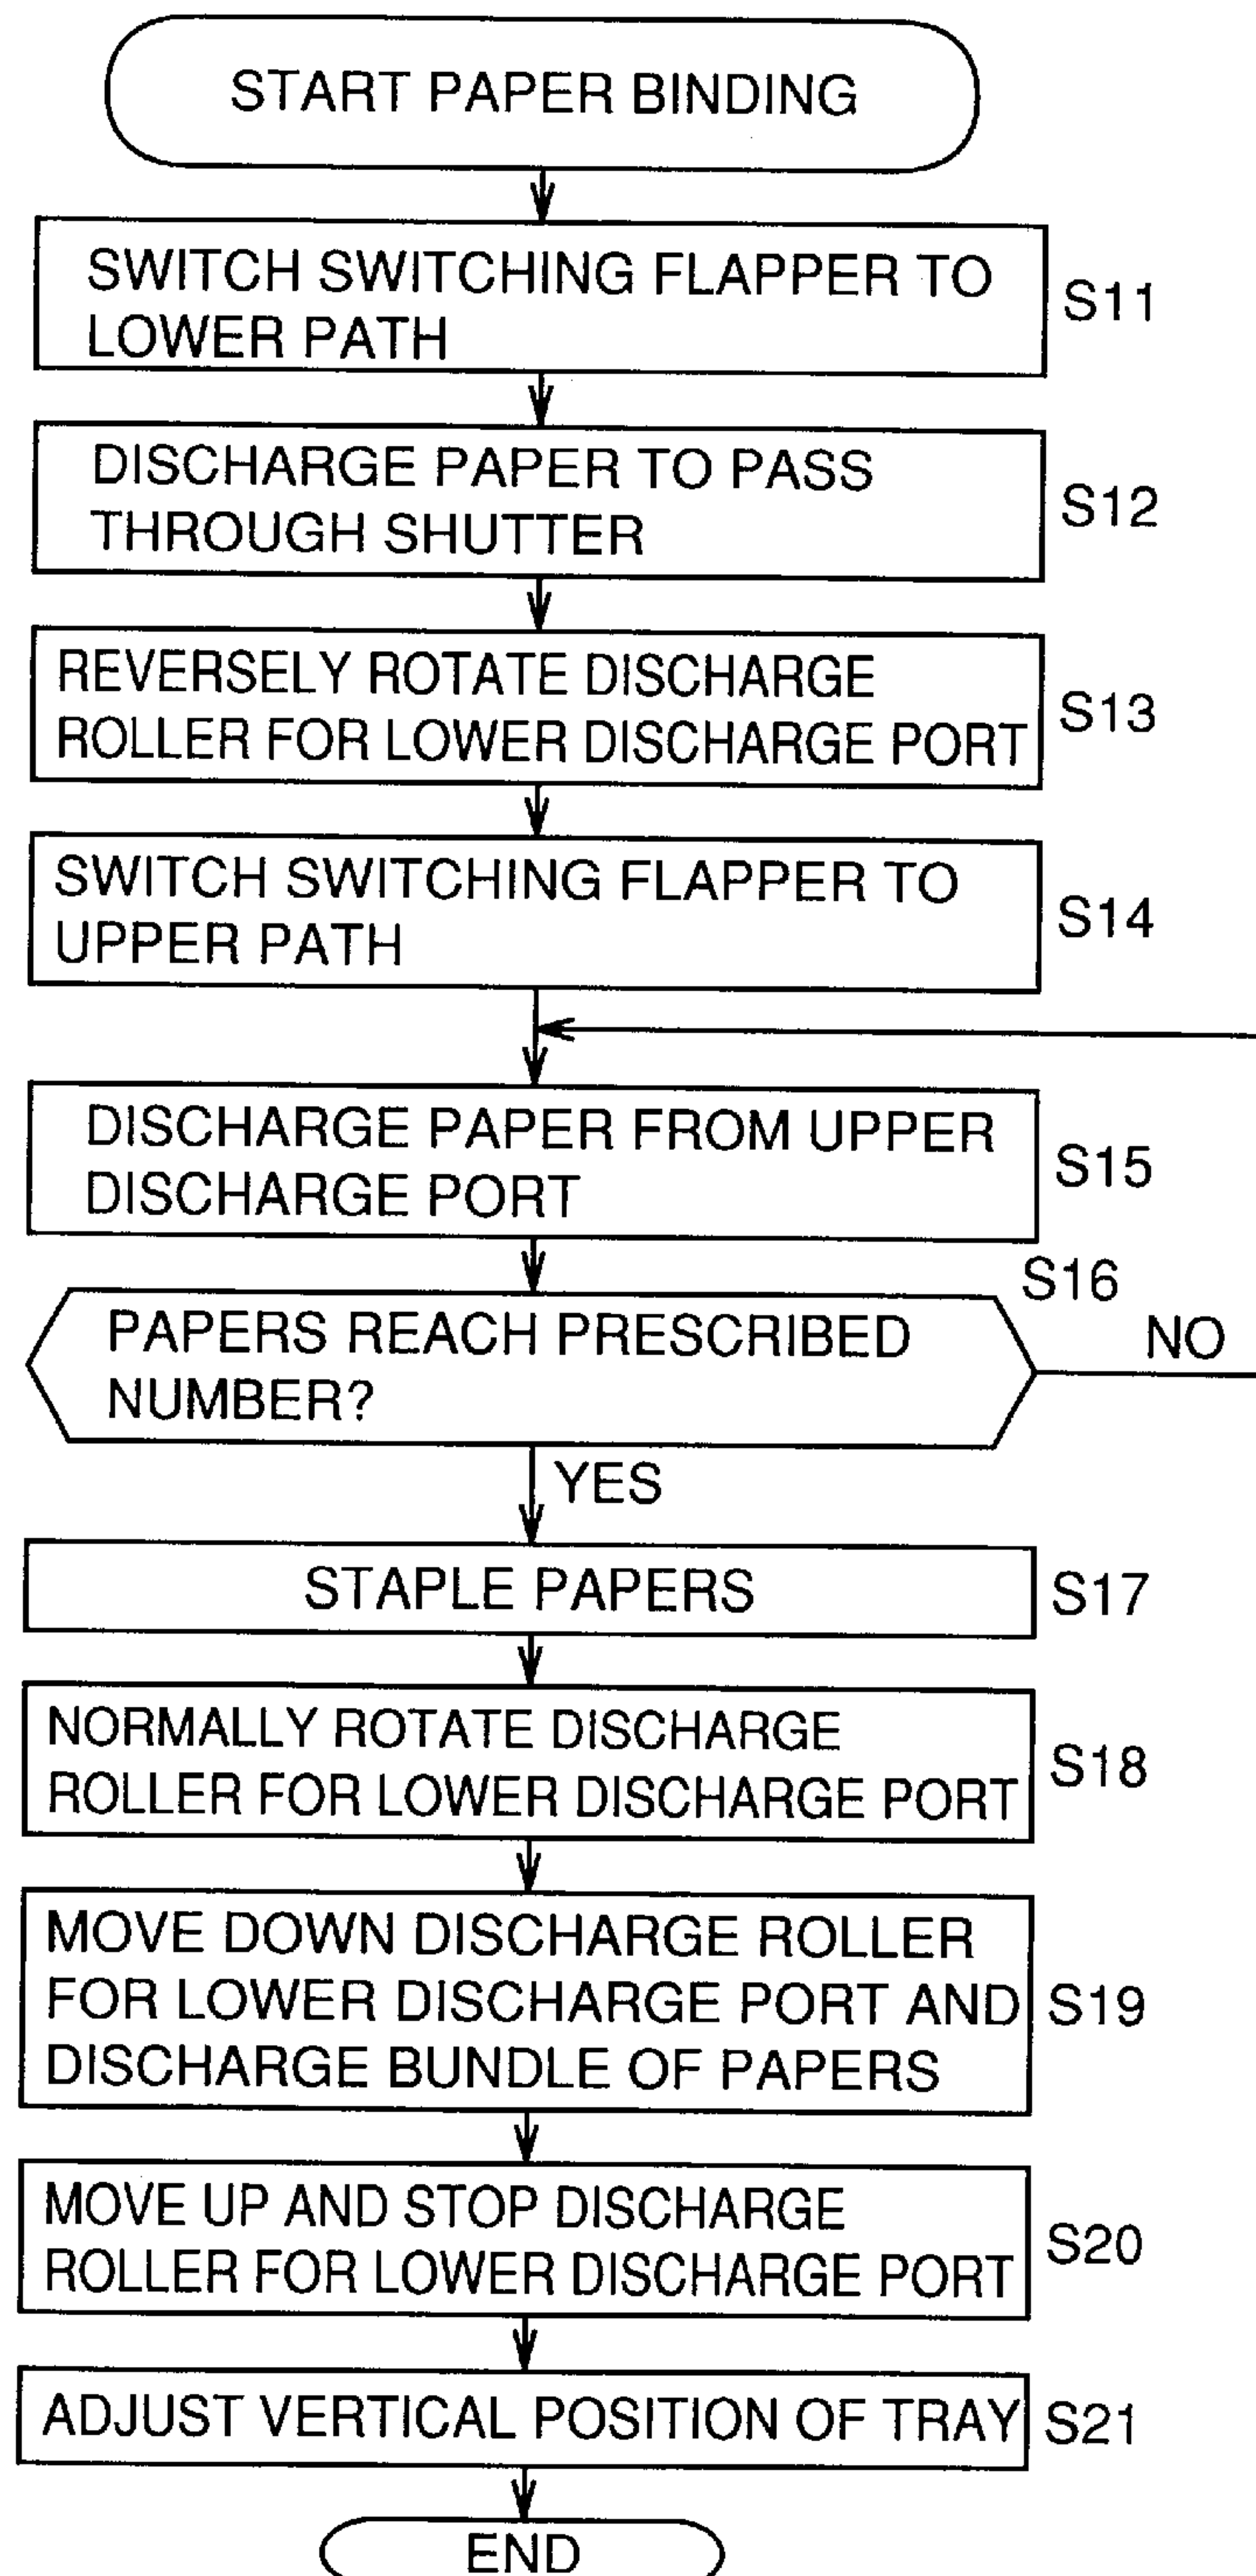 START PAPER BINDING
SWITCH SWITCHING FLAPPER TO
LOWER PATH
S11
DISCHARGE PAPER TO PASS
THROUGH SHUTTER
S12
REVERSELY ROTATE DISCHARGE
ROLLER FOR LOWER DISCHARGE PORT
S13
SWITCH SWITCHING FLAPPER TO
UPPER PATH
S14
DISCHARGE PAPER FROM UPPER
DISCHARGE PORT
S15
S16
PAPERS REACH PRESCRIBED
NUMBER?
NO
YES
STAPLE PAPERS
S17
NORMALLY ROTATE DISCHARGE
ROLLER FOR LOWER DISCHARGE PORT
S18
MOVE DOWN DISCHARGE ROLLER
FOR LOWER DISCHARGE PORT AND
DISCHARGE BUNDLE OF PAPERS
S19
MOVE UP AND STOP DISCHARGE
ROLLER FOR LOWER DISCHARGE PORT
S20
ADJUST VERTICAL POSITION OF TRAY
S21
END